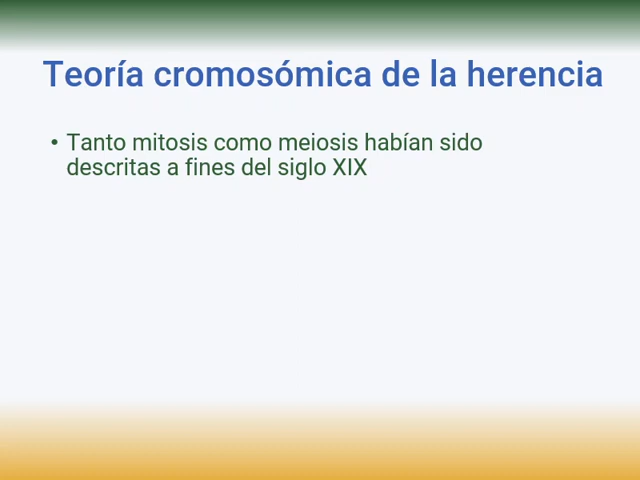 Teoría cromosómica de la herencia
• Tanto mitosis como meiosis habían sido
descritas a fines del siglo XIX